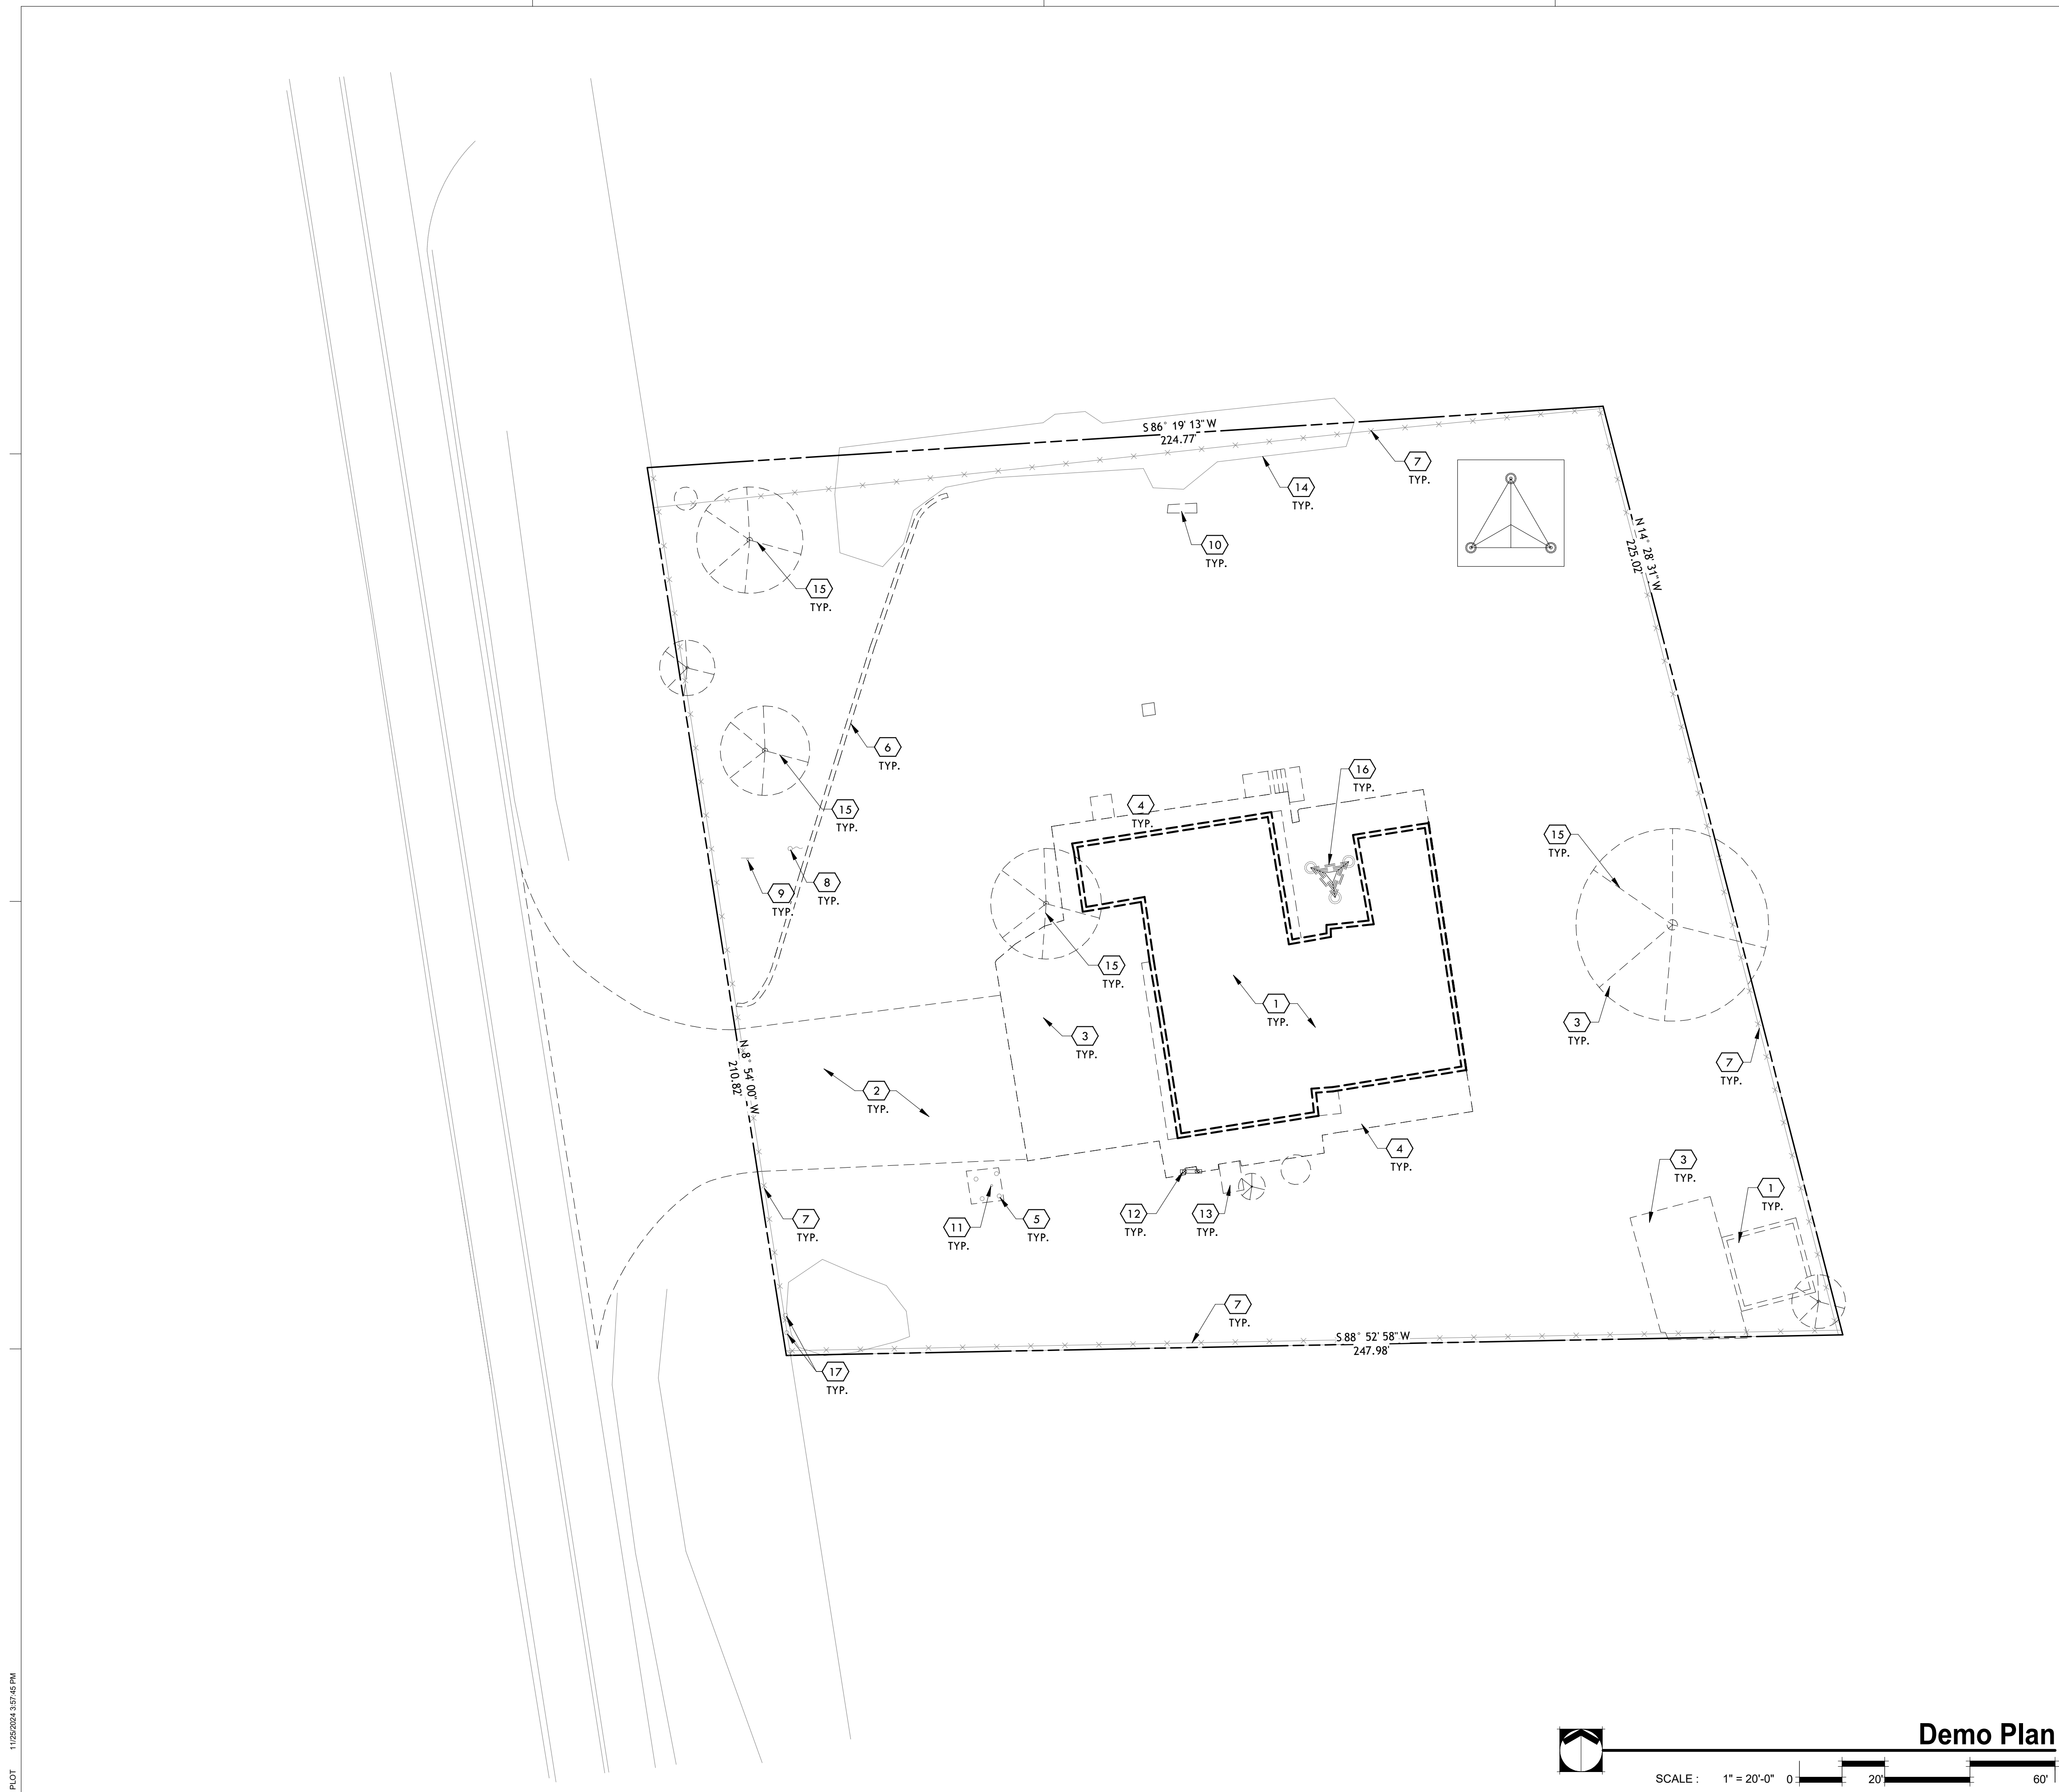 S 86° 19' 13" W
224.77'
7
TYP.
14
TYP.
10
TYP.
N 14° 28' 31" W
225.02'
15
TYP.
6
TYP.
16
TYP.
15
TYP.
4
TYP.
15
TYP.
8
TYP.
9
TYP.
15
TYP.
1
TYP.
3
TYP.
3
TYP.
7
TYP.
N 8° 54' 00" W
210.82'
2
TYP.
4
TYP.
3
TYP.
1
TYP.
7
TYP.
11
TYP.
5
TYP.
12
TYP.
13
TYP.
7
TYP.
S 88° 52' 58" W
247.98'
17
TYP.
Demo Plan
SCALE : 1" = 20'-0" 0 20' 60'
PLOT 11/25/2024 3:57:45 PM